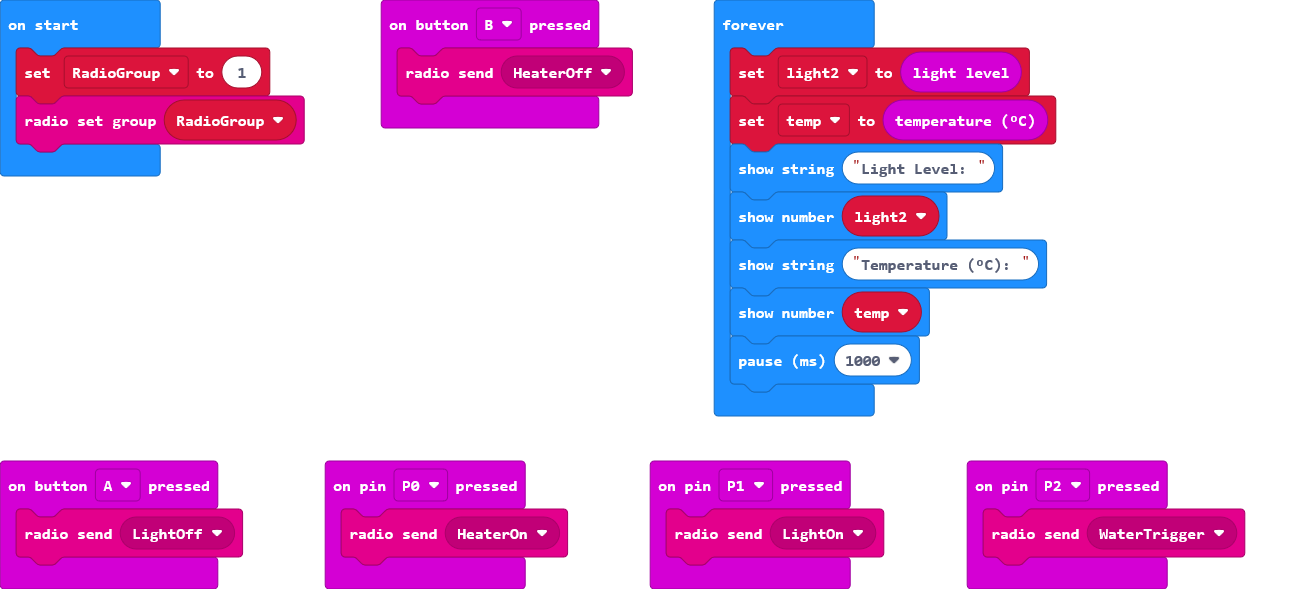 on start
set RadioGroup to 1
radio set group RadioGroup
on button B pressed
radio send HeaterOff
forever
set light2 to light level
set temp to temperature (ºC)
show string "Light Level: "
show number light2
show string "Temperature (ºC): "
show number temp
pause (ms) 1000
on button A pressed
radio send LightOff
on pin P0 pressed
radio send HeaterOn
on pin P1 pressed
radio send LightOn
on pin P2 pressed
radio send WaterTrigger